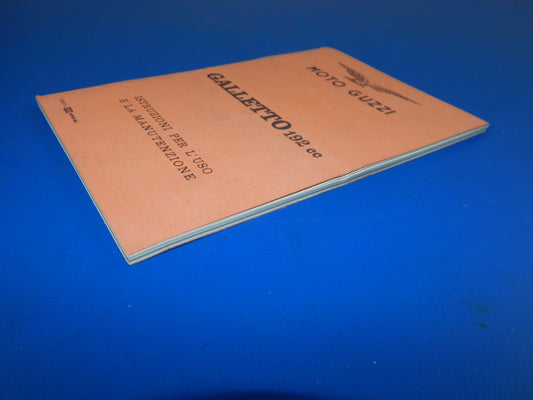 MOTO GUZZI
GALLETTO 192 cc
ISTRUZIONI PER L'USO
E LA MANUTENZIONE